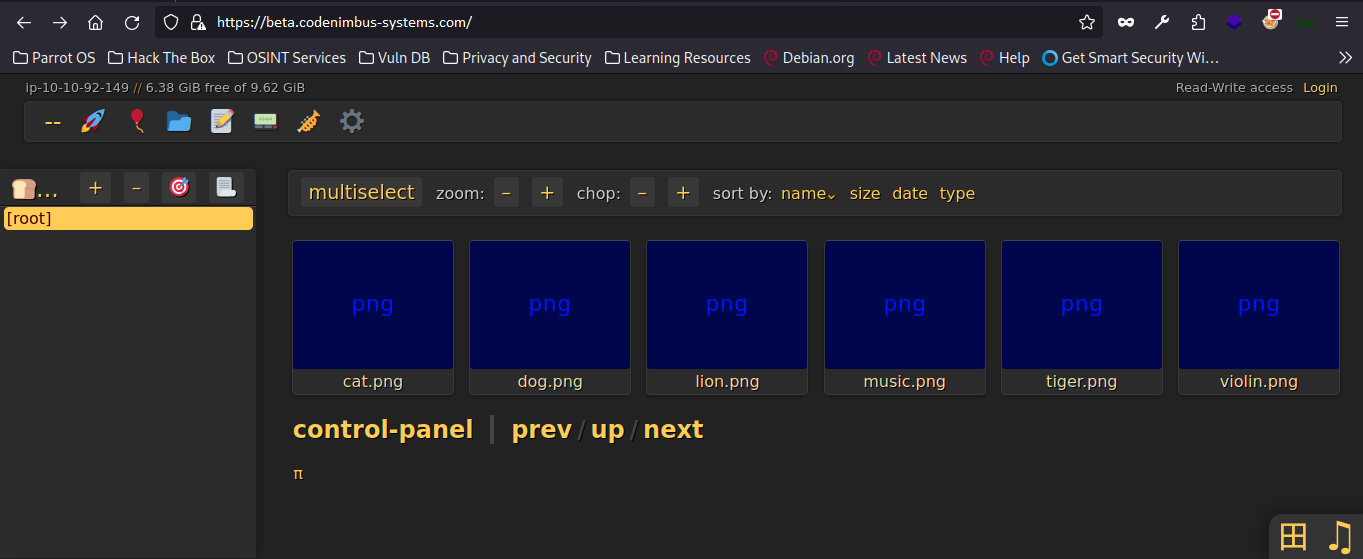 https://beta.codenimbus-systems.com/
Parrot OS Hack The Box OSINT Services Vuln DB Privacy and Security Learning Resources Debian.org Latest News Help Get Smart Security Wi...
ip-10-10-92-149 // 6.38 GiB free of 9.62 GiB Read-Write access Login
--
... + - multiselect zoom: - + chop: - + sort by: name⌄ size date type
[root]
png png png png png png
cat.png dog.png lion.png music.png tiger.png violin.png
control-panel | prev / up / next
π
田 ♫